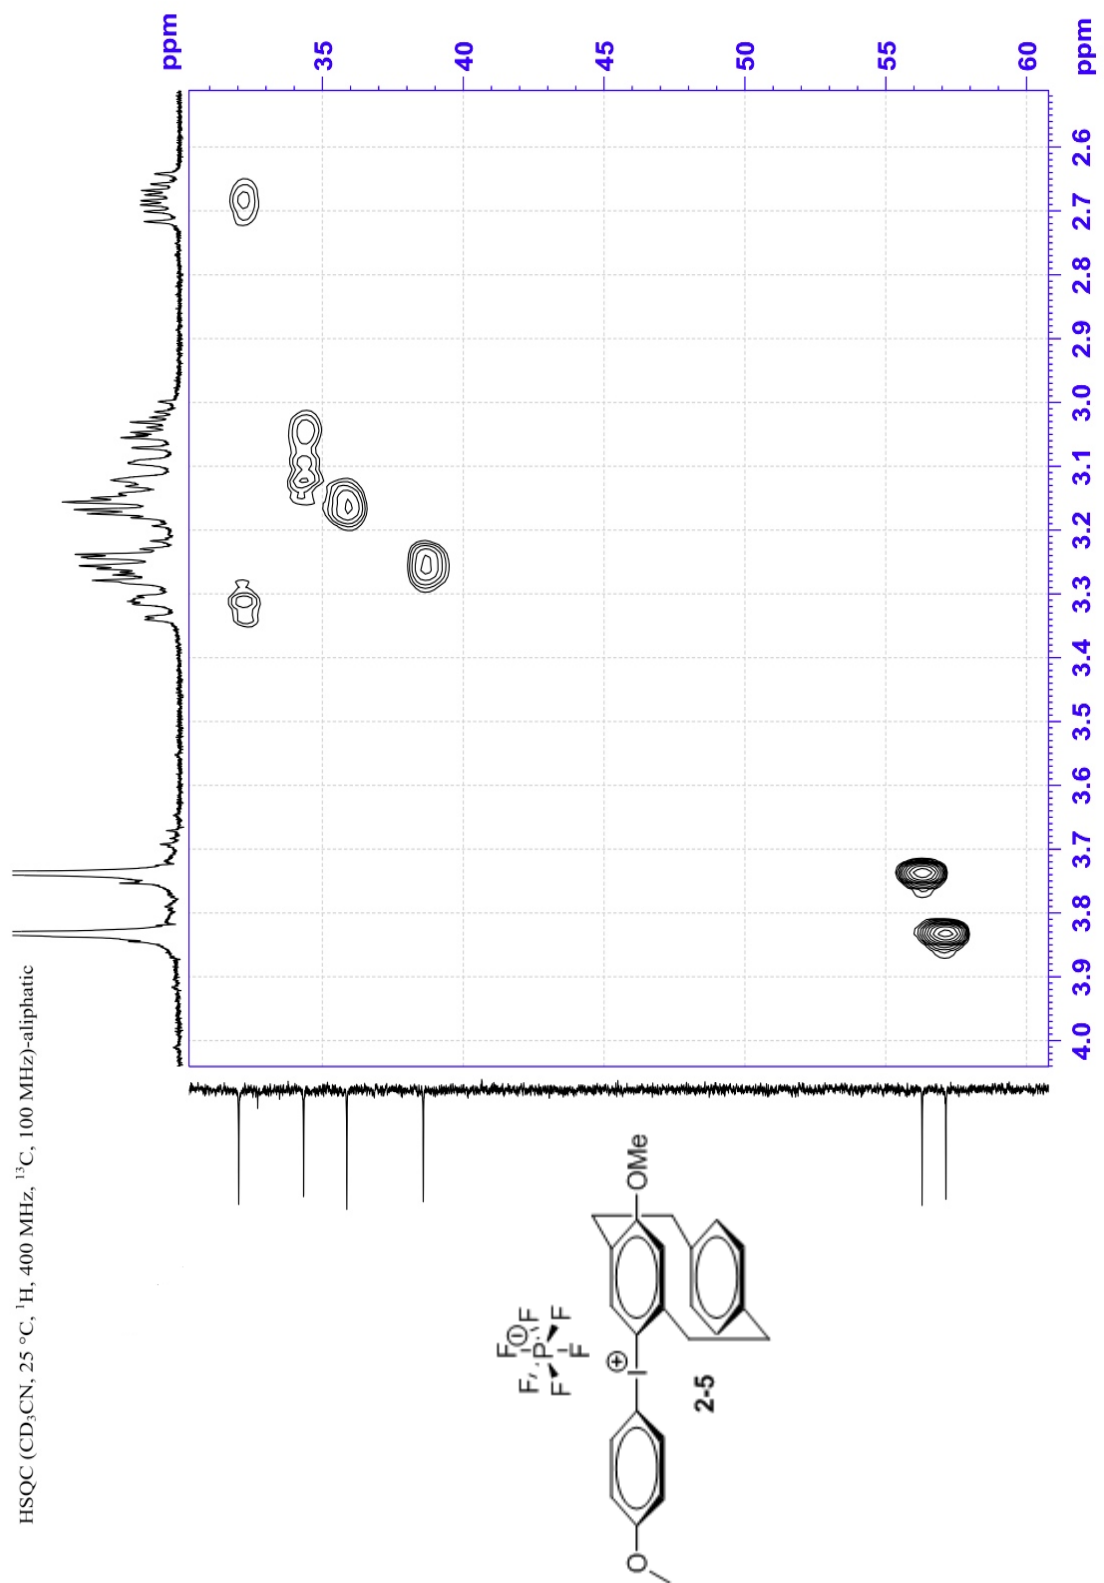 HSQC (CD₃CN, 25 °C, ¹H, 400 MHz, ¹³C, 100 MHz)-aliphatic
ppm
35
40
45
50
55
60
ppm
2.6
2.7
2.8
2.9
3.0
3.1
3.2
3.3
3.4
3.5
3.6
3.7
3.8
3.9
4.0
F
F
F
P
F
F
F
⊖
O
I
⊕
OMe
2-5